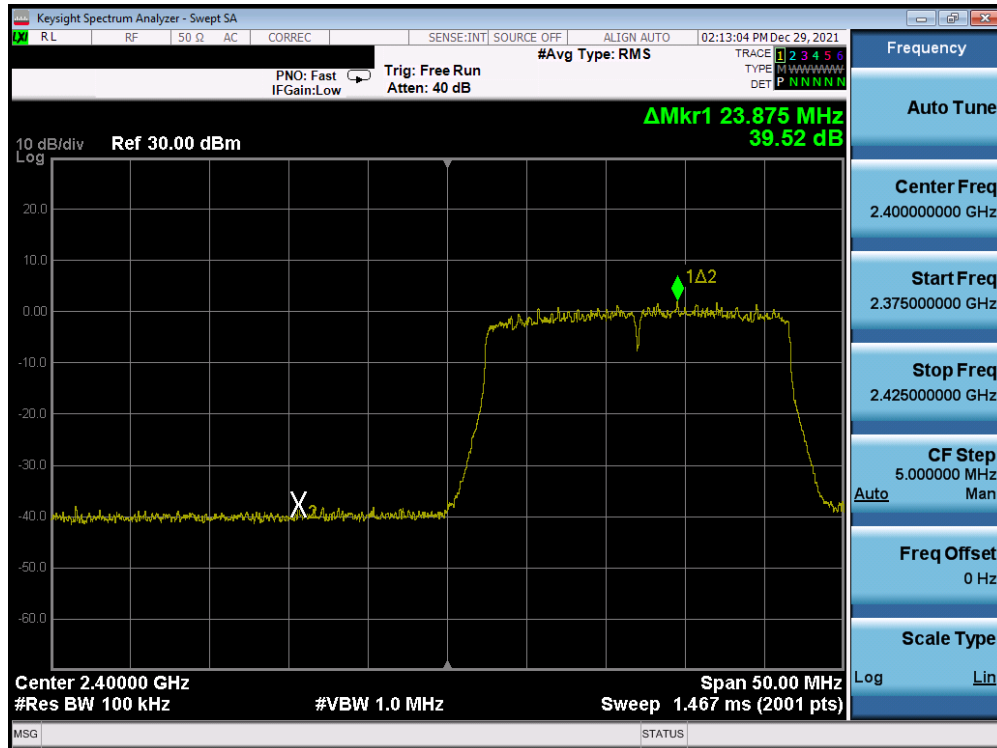 Keysight Spectrum Analyzer - Swept SA
LXI RL RF 50 Ω AC CORREC SENSE:INT SOURCE OFF ALIGN AUTO 02:13:04 PM Dec 29, 2021
#Avg Type: RMS TRACE 1 2 3 4 5 6
PNO: Fast Trig: Free Run TYPE M W W W W W
IFGain:Low Atten: 40 dB DET P N N N N N
ΔMkr1 23.875 MHz
39.52 dB
10 dB/div Ref 30.00 dBm
Log
20.0
10.0
0.00
-10.0
-20.0
-30.0
-40.0
-50.0
-60.0
1Δ2
X2
Center 2.40000 GHz Span 50.00 MHz
#Res BW 100 kHz #VBW 1.0 MHz Sweep 1.467 ms (2001 pts)
MSG STATUS
Frequency
Auto Tune
Center Freq
2.400000000 GHz
Start Freq
2.375000000 GHz
Stop Freq
2.425000000 GHz
CF Step
5.000000 MHz
Auto Man
Freq Offset
0 Hz
Scale Type
Log Lin